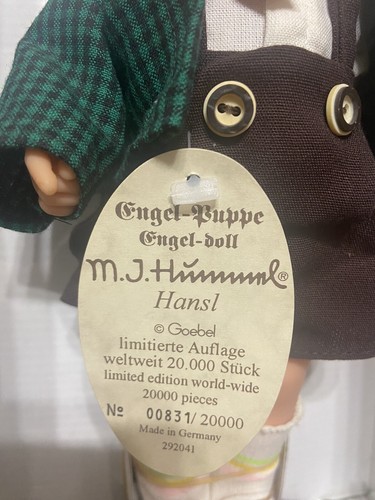 Engel-Puppe
Engel-doll
M.J.Hummel®
Hansl
© Goebel
limitierte Auflage
weltweit 20.000 Stück
limited edition world-wide
20000 pieces
№ 00831/20000
Made in Germany
292041